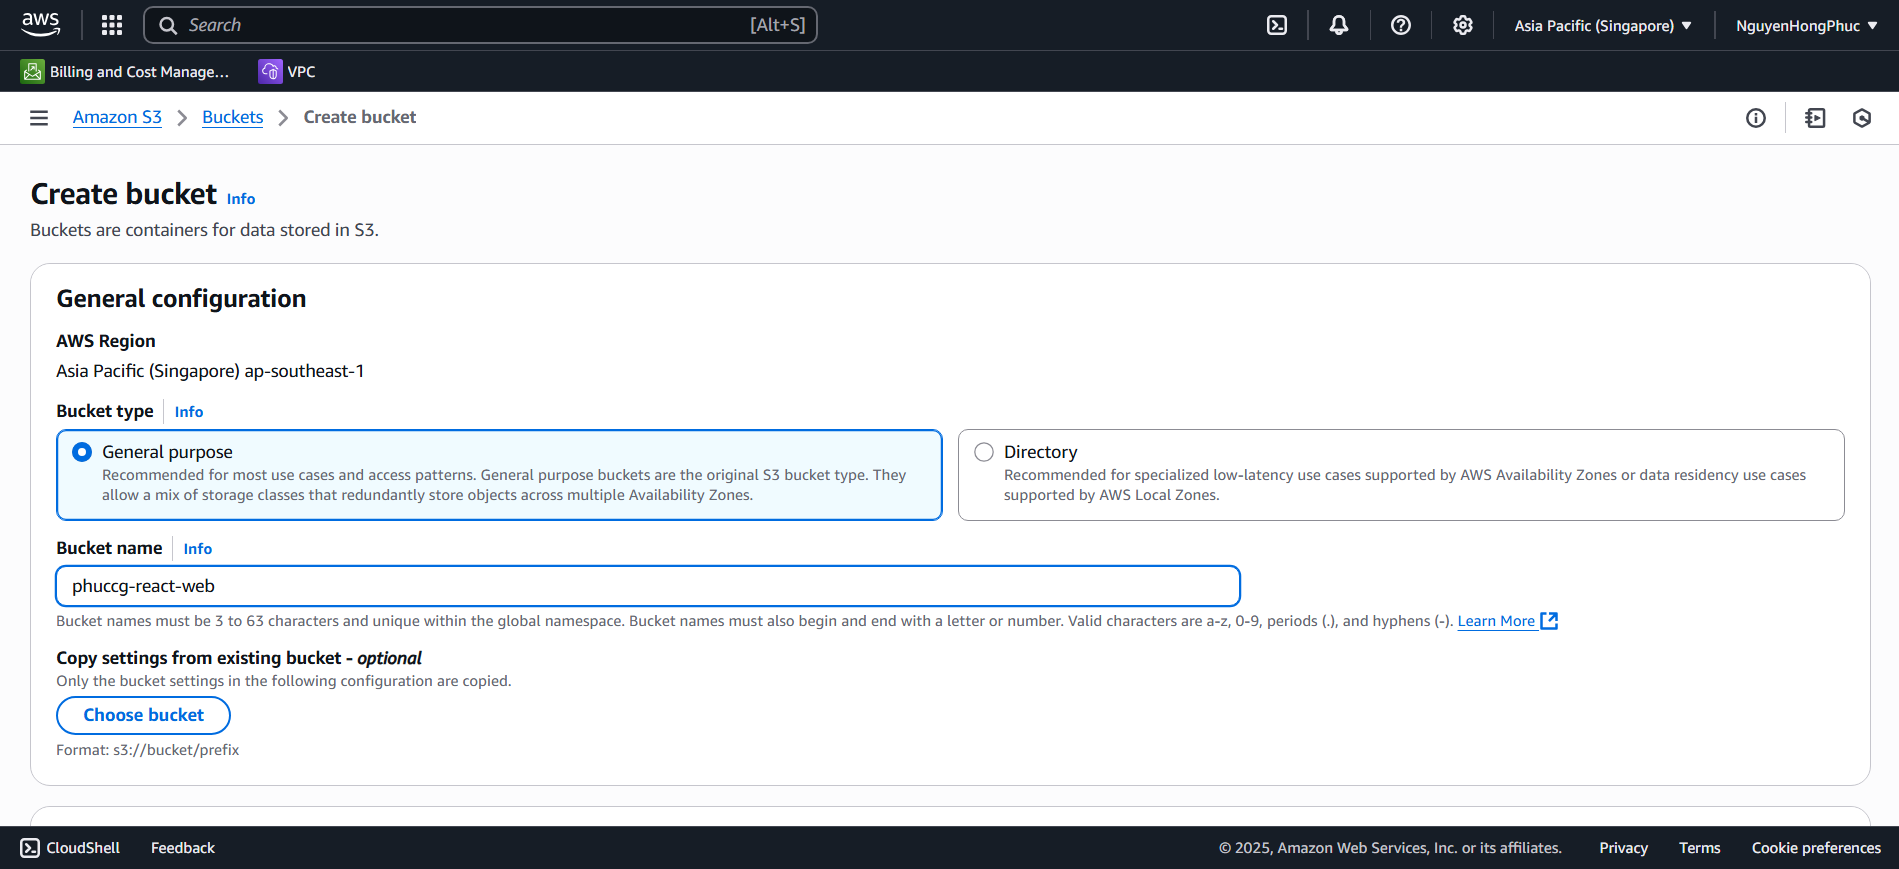 aws
Search [Alt+S]
Asia Pacific (Singapore) ▼
NguyenHongPhuc ▼
Billing and Cost Manage...
VPC
Amazon S3 > Buckets > Create bucket
Create bucket Info
Buckets are containers for data stored in S3.
General configuration
AWS Region
Asia Pacific (Singapore) ap-southeast-1
Bucket type Info
General purpose
Recommended for most use cases and access patterns. General purpose buckets are the original S3 bucket type. They
allow a mix of storage classes that redundantly store objects across multiple Availability Zones.
Directory
Recommended for specialized low-latency use cases supported by AWS Availability Zones or data residency use cases
supported by AWS Local Zones.
Bucket name Info
phuccg-react-web
Bucket names must be 3 to 63 characters and unique within the global namespace. Bucket names must also begin and end with a letter or number. Valid characters are a-z, 0-9, periods (.), and hyphens (-). Learn More
Copy settings from existing bucket - optional
Only the bucket settings in the following configuration are copied.
Choose bucket
Format: s3://bucket/prefix
CloudShell Feedback © 2025, Amazon Web Services, Inc. or its affiliates. Privacy Terms Cookie preferences